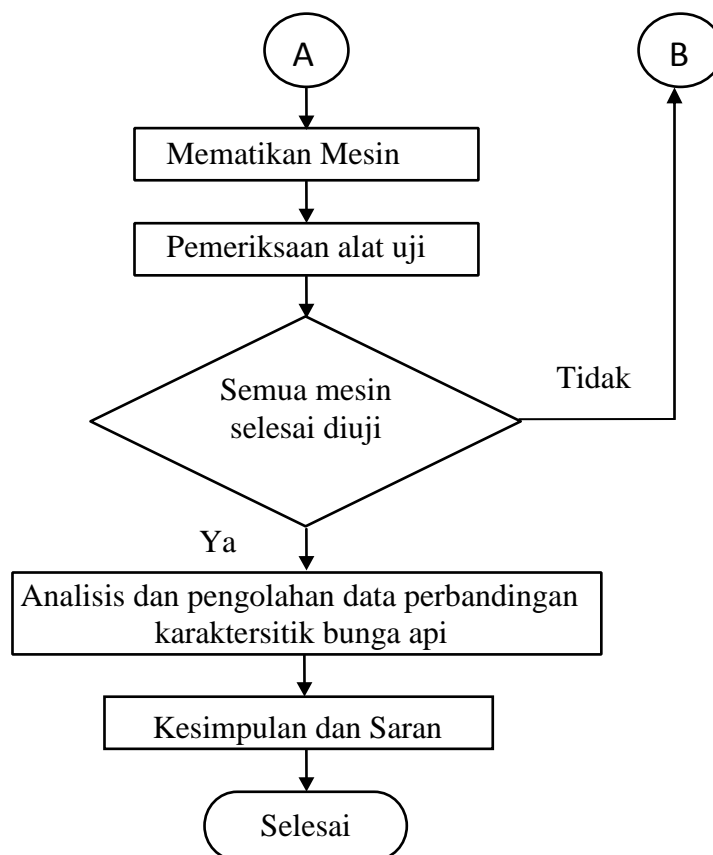 A
B
Mematikan Mesin
Pemeriksaan alat uji
Semua mesin
selesai diuji
Tidak
Ya
Analisis dan pengolahan data perbandingan
karaktersitik bunga api
Kesimpulan dan Saran
Selesai